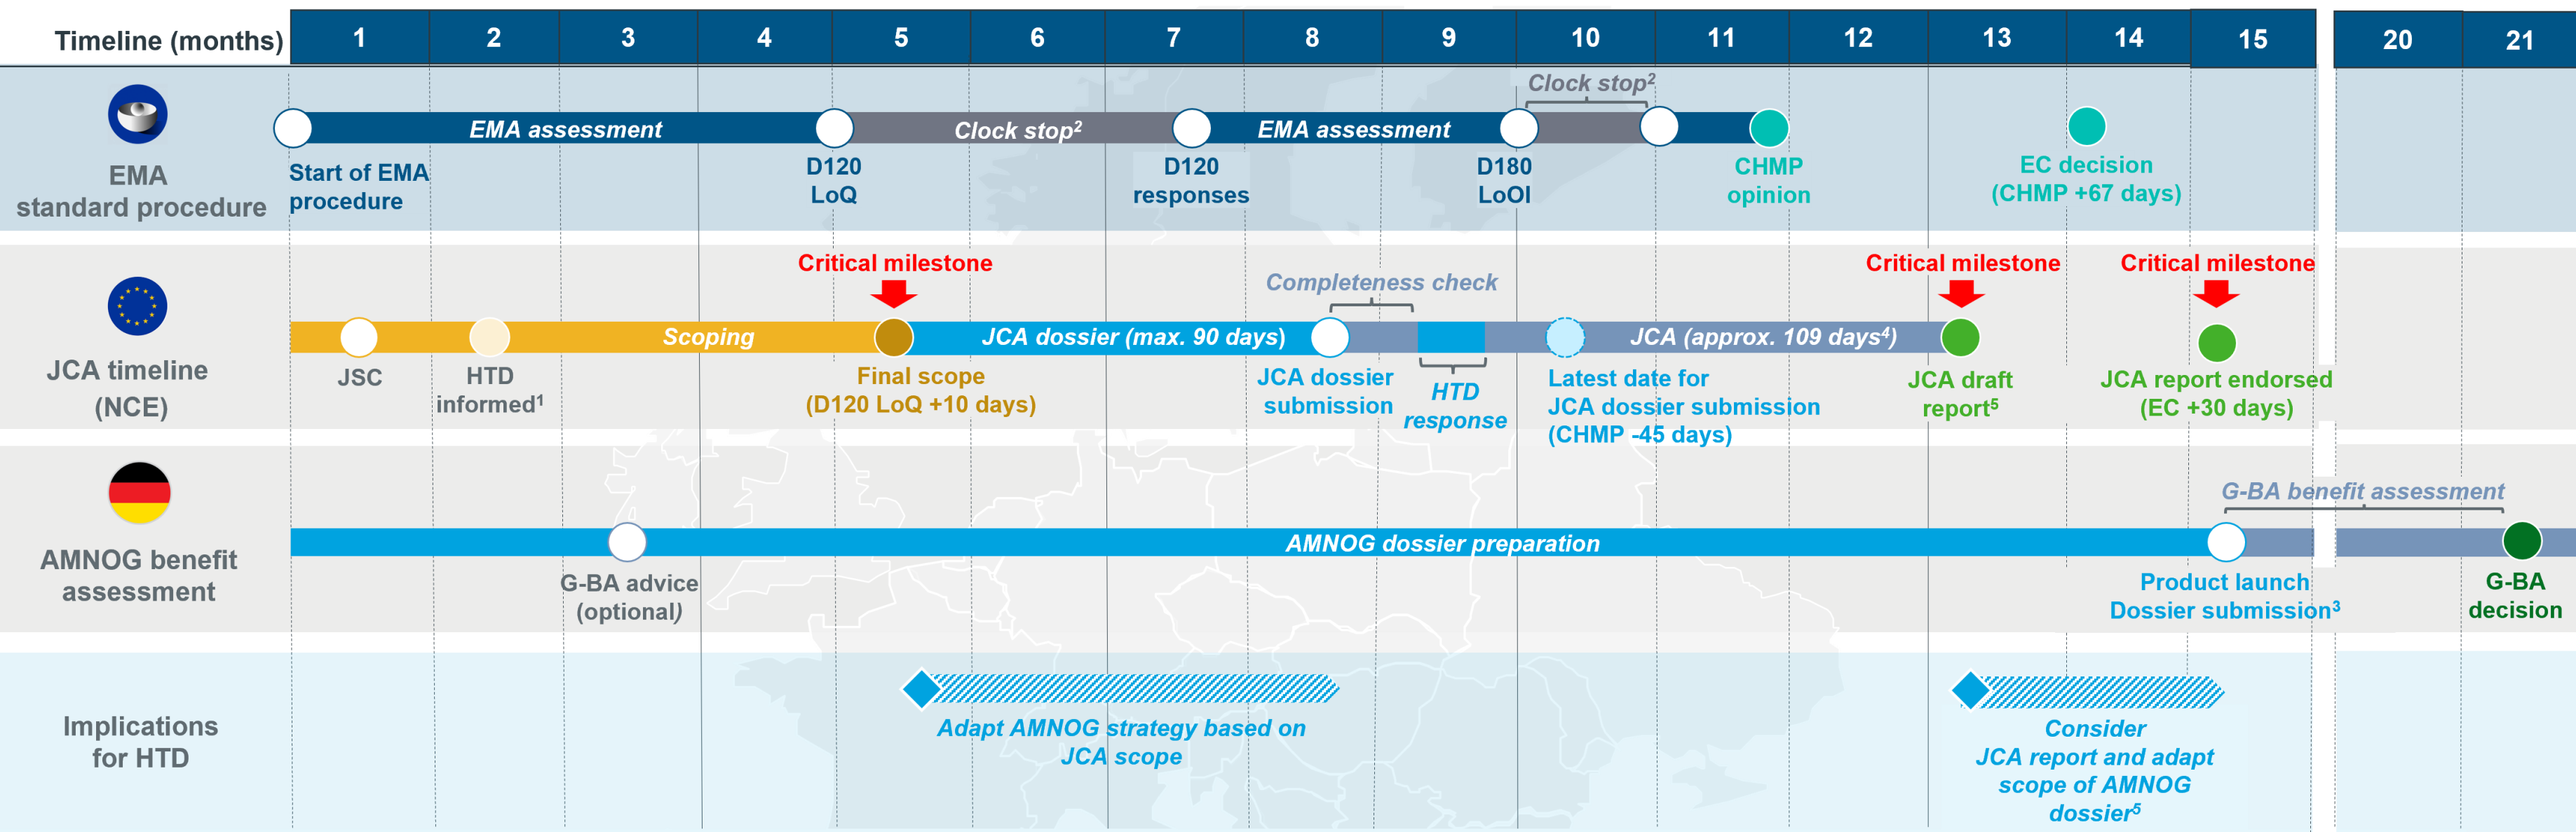 Timeline (months) 1 2 3 4 5 6 7 8 9 10 11 12 13 14 15 20 21
EMA
standard procedure
Clock stop²
EMA assessment
Clock stop²
EMA assessment
Start of EMA
procedure
D120
LoQ
D120
responses
D180
LoOI
CHMP
opinion
EC decision
(CHMP +67 days)
JCA timeline
(NCE)
Critical milestone
Critical milestone
Critical milestone
Completeness check
Scoping
JCA dossier (max. 90 days)
JCA (approx. 109 days⁴)
JSC
HTD
informed¹
Final scope
(D120 LoQ +10 days)
JCA dossier
submission
HTD
response
Latest date for
JCA dossier submission
(CHMP -45 days)
JCA draft
report⁵
JCA report endorsed
(EC +30 days)
AMNOG benefit
assessment
G-BA benefit assessment
AMNOG dossier preparation
G-BA advice
(optional)
Product launch
Dossier submission³
G-BA
decision
Implications
for HTD
Adapt AMNOG strategy based on
JCA scope
Consider
JCA report and adapt
scope of AMNOG
dossier⁵